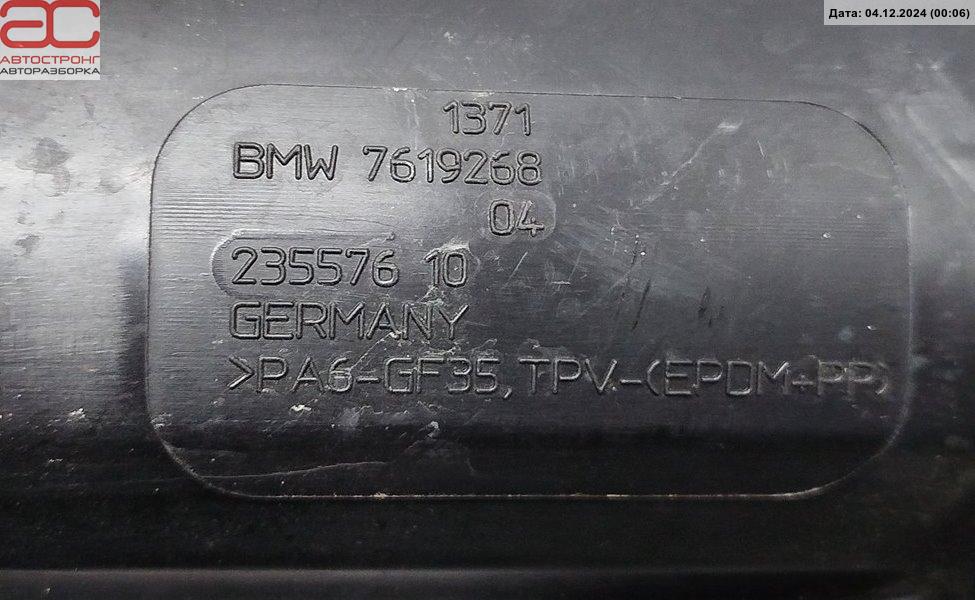 Дата: 04.12.2024 (00:06)
ac
АВТОСТРОНГ
АВТОРАЗБОРКА
1371
BMW 7619268
04
235576 10
GERMANY
>PA6-GF35, TPV-(EPDM+PP)